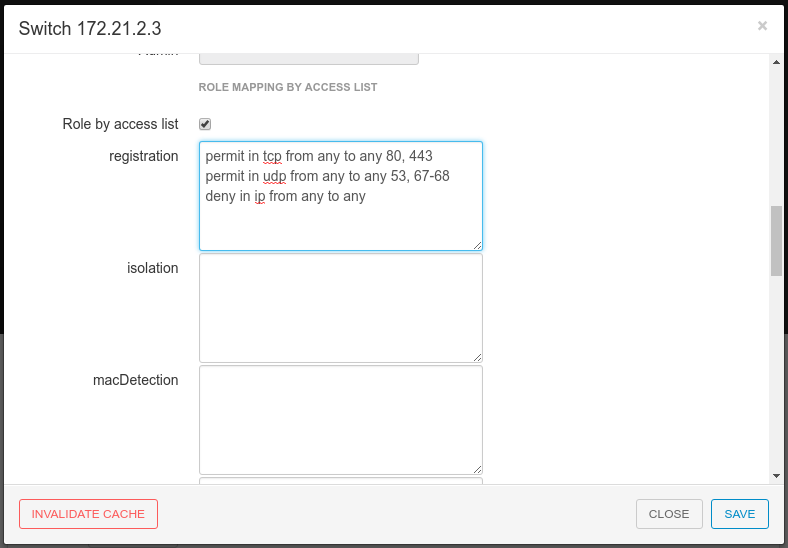 Switch 172.21.2.3
×
ROLE MAPPING BY ACCESS LIST
Role by access list
registration
permit in tcp from any to any 80, 443
permit in udp from any to any 53, 67-68
deny in ip from any to any
isolation
macDetection
INVALIDATE CACHE
CLOSE
SAVE